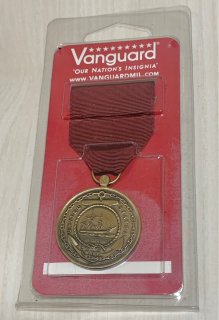 Vanguard®
'Our Nation's Insignia'
www.vanguardmil.com